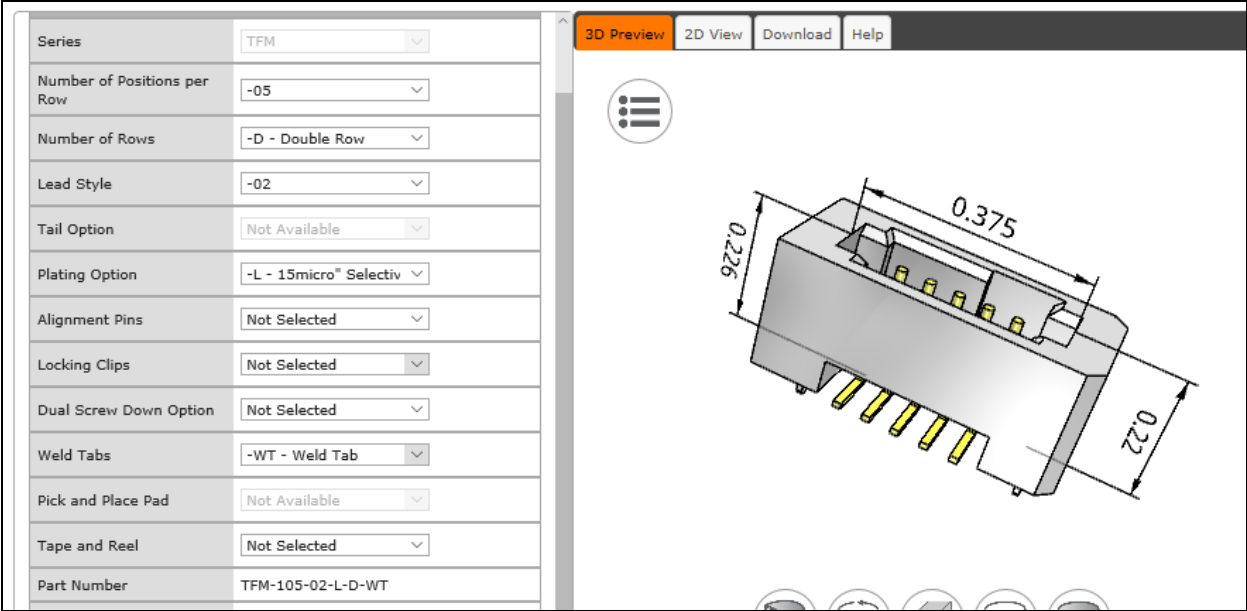 Series
TFM
Number of Positions per
Row
-05
Number of Rows
-D - Double Row
Lead Style
-02
Tail Option
Not Available
Plating Option
-L - 15micro" Selectiv
Alignment Pins
Not Selected
Locking Clips
Not Selected
Dual Screw Down Option
Not Selected
Weld Tabs
-WT - Weld Tab
Pick and Place Pad
Not Available
Tape and Reel
Not Selected
Part Number
TFM-105-02-L-D-WT
3D Preview
2D View
Download
Help
0.375
0.226
0.22